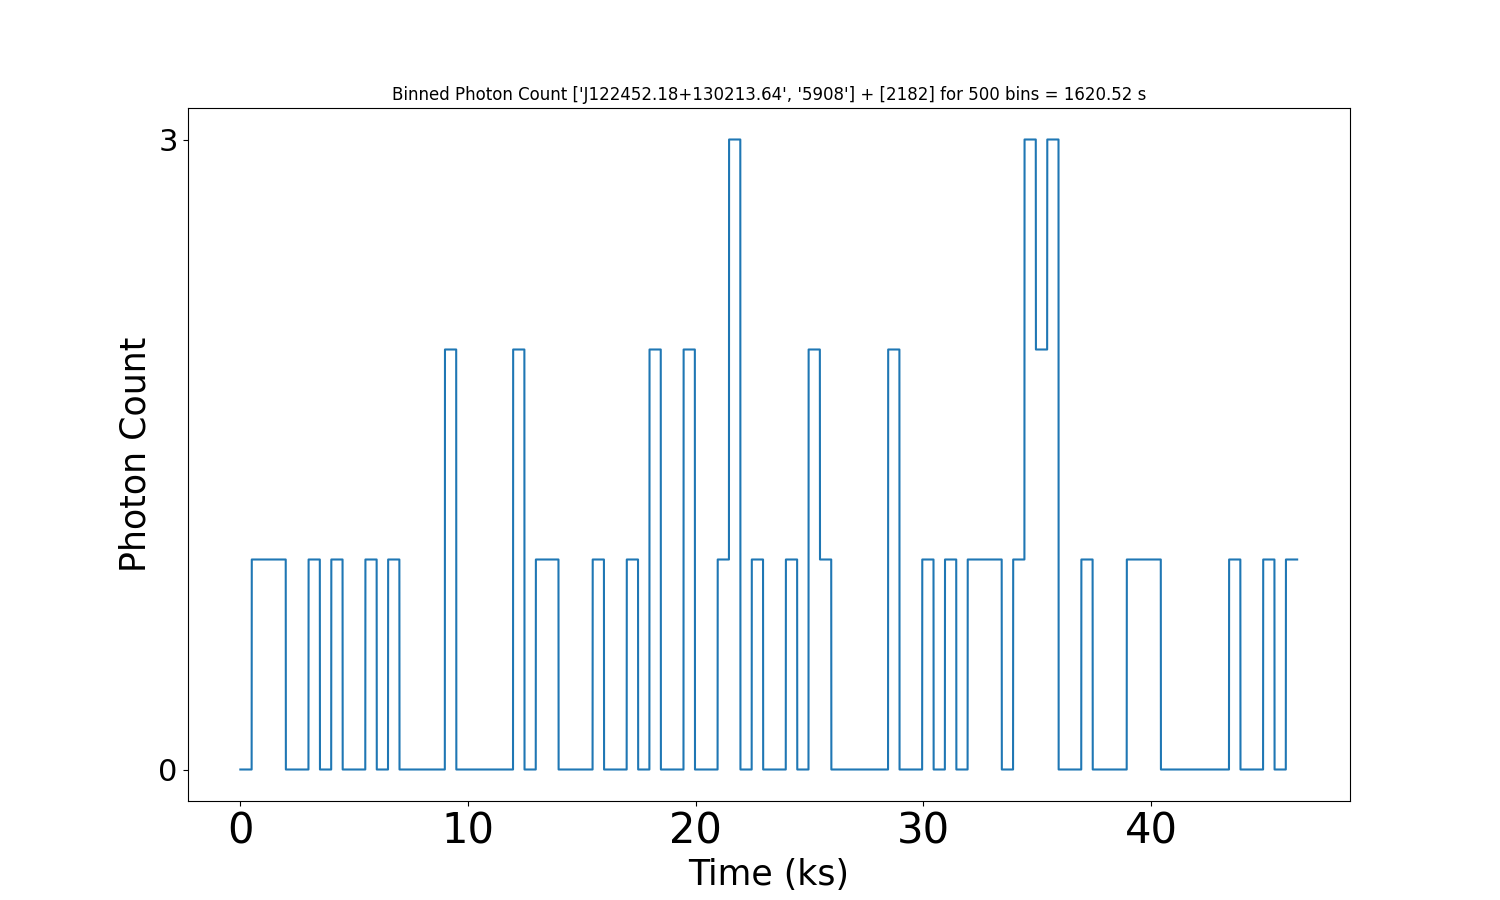 Binned Photon Count ['J122452.18+130213.64', '5908'] + [2182] for 500 bins = 1620.52 s
3
0
Photon Count
0 10 20 30 40
Time (ks)